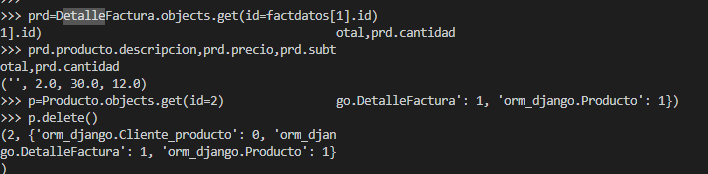 >>> prd=DetalleFactura.objects.get(id=factdatos[1].id)
1].id) otal,prd.cantidad
>>> prd.producto.descripcion,prd.precio,prd.subt
otal,prd.cantidad
('', 2.0, 30.0, 12.0)
>>> p=Producto.objects.get(id=2) go.DetalleFactura': 1, 'orm_django.Producto': 1})
>>> p.delete()
(2, {'orm_django.Cliente_producto': 0, 'orm_djan
go.DetalleFactura': 1, 'orm_django.Producto': 1}
)